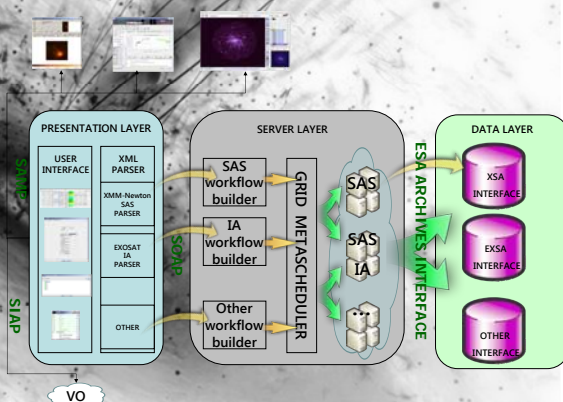 PRESENTATION LAYER
USER
INTERFACE
XML
PARSER
XMM-Newton
SAS
PARSER
EXOSAT
IA
PARSER
OTHER
SAMP
SIAP
SOAP
VO
SERVER LAYER
SAS
workflow
builder
IA
workflow
builder
Other
workflow
builder
GRID METASCHEDULER
SAS
SAS
IA
...
ESA ARCHIVES INTERFACE
DATA LAYER
XSA
INTERFACE
EXSA
INTERFACE
OTHER
INTERFACE